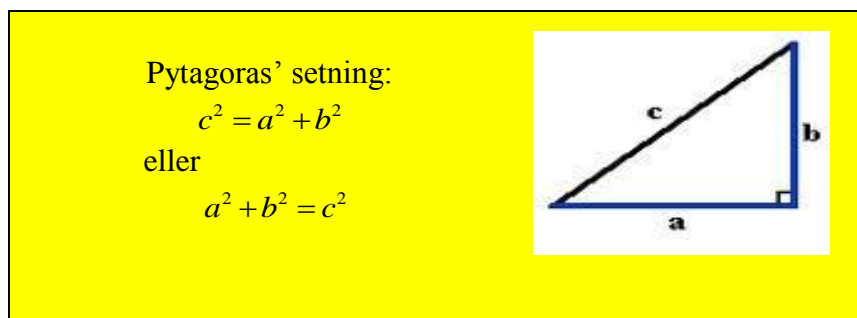 Pytagoras’ setning:
c² = a² + b²
eller
a² + b² = c²
c
b
a